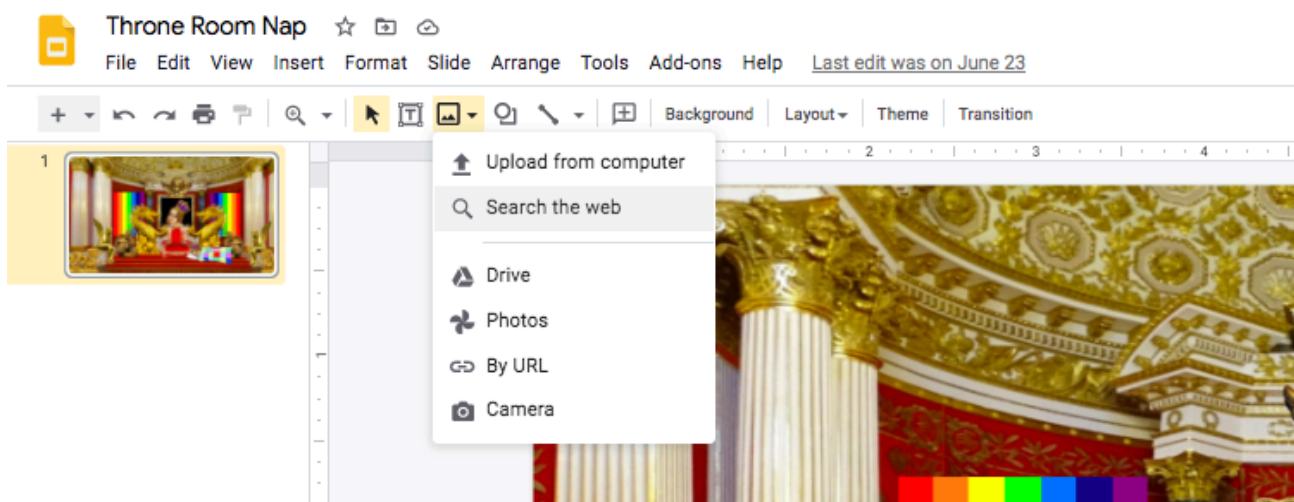 Throne Room Nap
File Edit View Insert Format Slide Arrange Tools Add-ons Help Last edit was on June 23
Background Layout Theme Transition
1 2 3 4
1
Upload from computer
Search the web
Drive
Photos
By URL
Camera
1